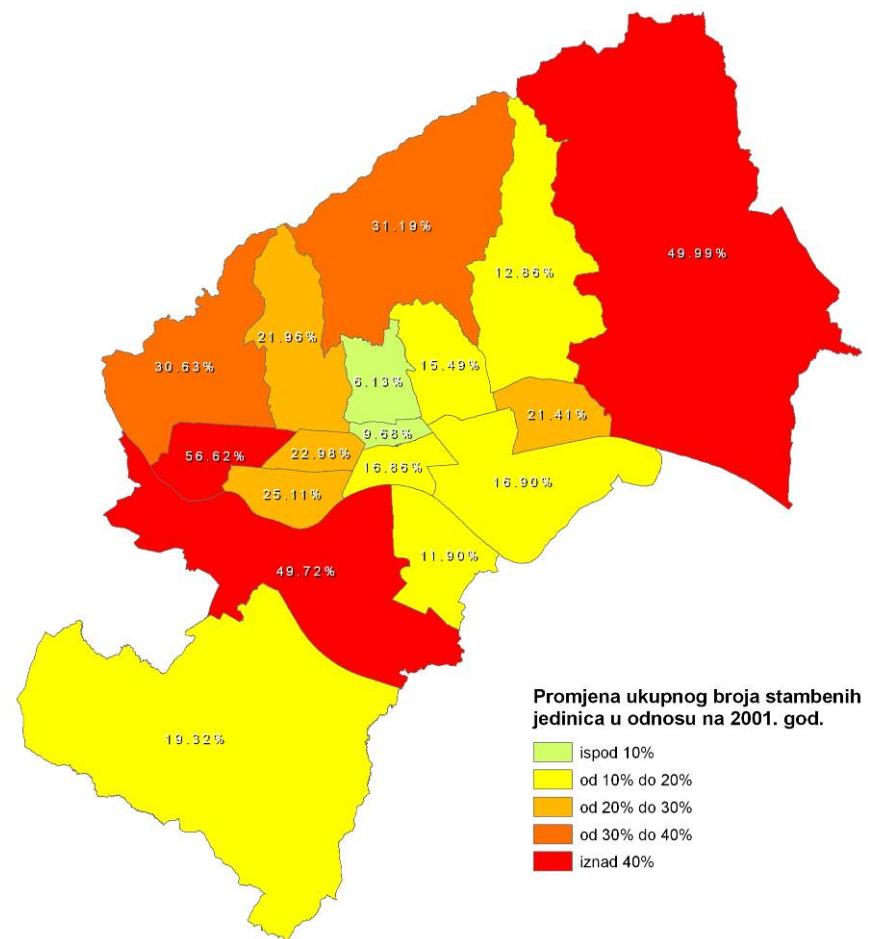 31.19%
49.99%
12.86%
21.96%
30.63%
15.49%
6.13%
21.41%
9.68%
56.62%
22.98%
16.86%
16.90%
25.11%
11.90%
49.72%
19.32%
Promjena ukupnog broja stambenih
jedinica u odnosu na 2001. god.
ispod 10%
od 10% do 20%
od 20% do 30%
od 30% do 40%
iznad 40%